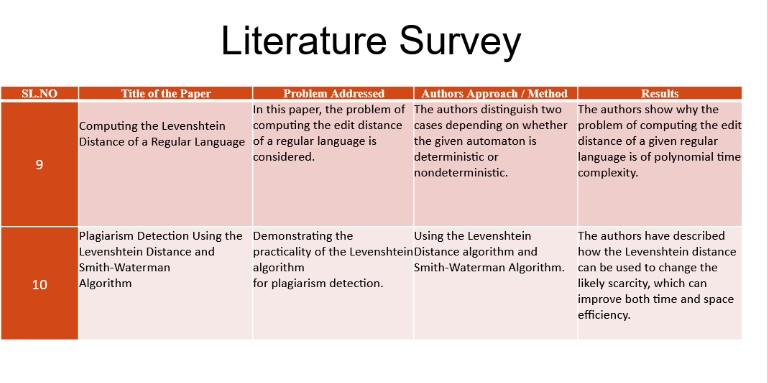 Literature Survey
SL.NO Title of the Paper Problem Addressed Authors Approach / Method Results
9
Computing the Levenshtein
Distance of a Regular Language
In this paper, the problem of
computing the edit distance
of a regular language is
considered.
The authors distinguish two
cases depending on whether
the given automaton is
deterministic or
nondeterministic.
The authors show why the
problem of computing the edit
distance of a given regular
language is of polynomial time
complexity.
10
Plagiarism Detection Using the
Levenshtein Distance and
Smith-Waterman
Algorithm
Demonstrating the
practicality of the Levenshtein
algorithm
for plagiarism detection.
Using the Levenshtein
Distance algorithm and
Smith-Waterman Algorithm.
The authors have described
how the Levenshtein distance
can be used to change the
likely scarcity, which can
improve both time and space
efficiency.